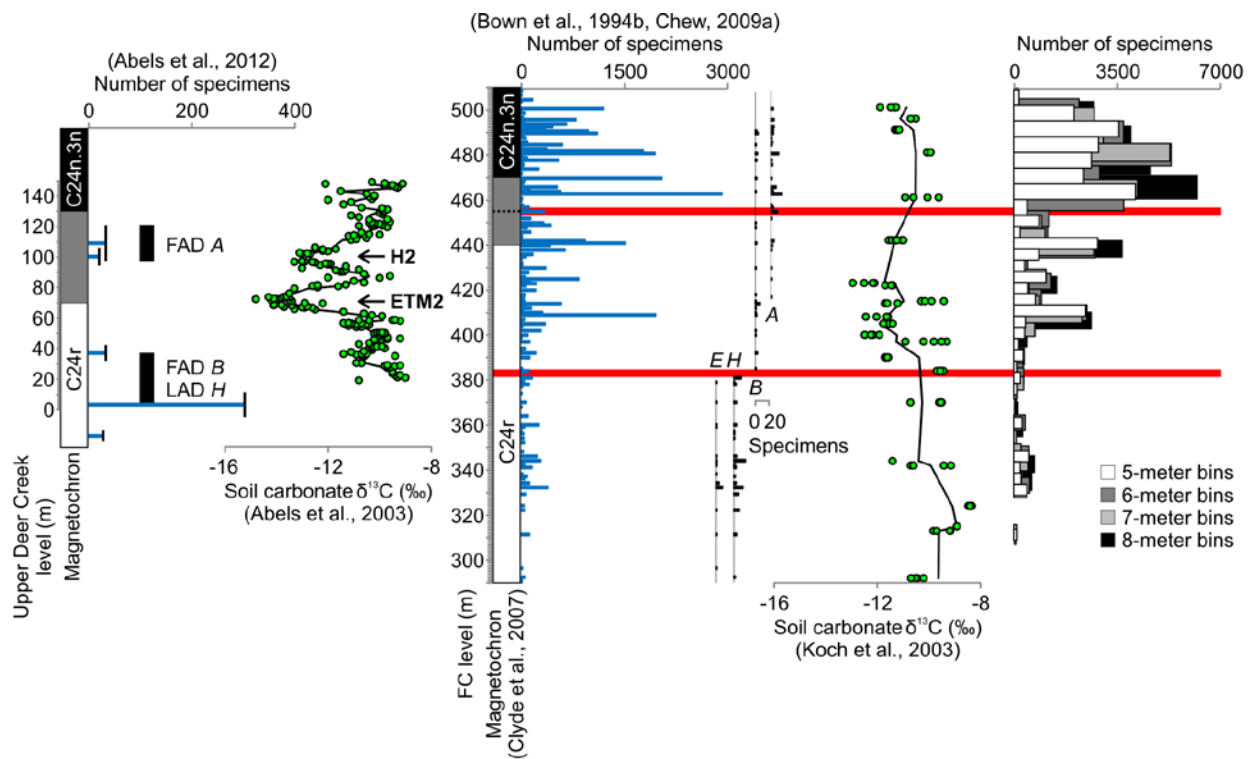 (Abels et al., 2012)
Number of specimens
0 200 400
C24n.3n
C24r
140
120
100
80
60
40
20
0
FAD A
FAD B
LAD H
H2
ETM2
-16 -12 -8
Soil carbonate δ13C (‰)
(Abels et al., 2003)
Upper Deer Creek
level (m)
Magnetochron
(Bown et al., 1994b, Chew, 2009a)
Number of specimens
0 1500 3000
C24n.3n
C24r
500
480
460
440
420
400
380
360
340
320
300
A
E H
B
0 20
Specimens
FC level (m)
Magnetochron
(Clyde et al., 2007)
-16 -12 -8
Soil carbonate δ13C (‰)
(Koch et al., 2003)
Number of specimens
0 3500 7000
5-meter bins
6-meter bins
7-meter bins
8-meter bins